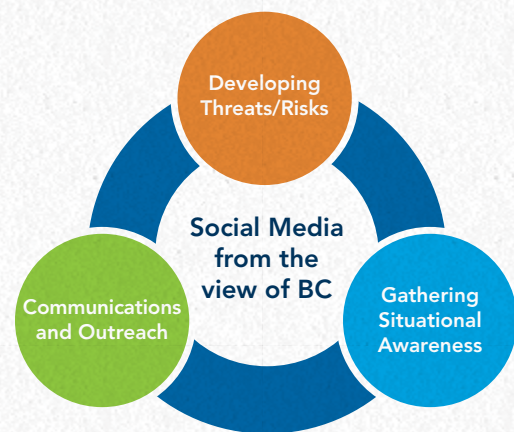 Developing
Threats/Risks
Social Media
from the
view of BC
Communications
and Outreach
Gathering
Situational
Awareness